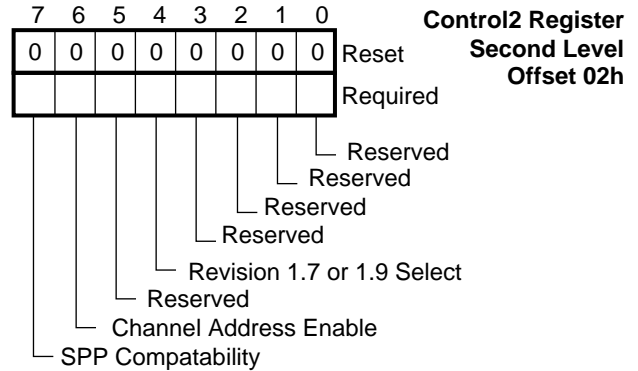 7 6 5 4 3 2 1 0
Control2 Register
Second Level
Offset 02h
0 0 0 0 0 0 0 0 Reset
Required
Reserved
Reserved
Reserved
Reserved
Revision 1.7 or 1.9 Select
Reserved
Channel Address Enable
SPP Compatability